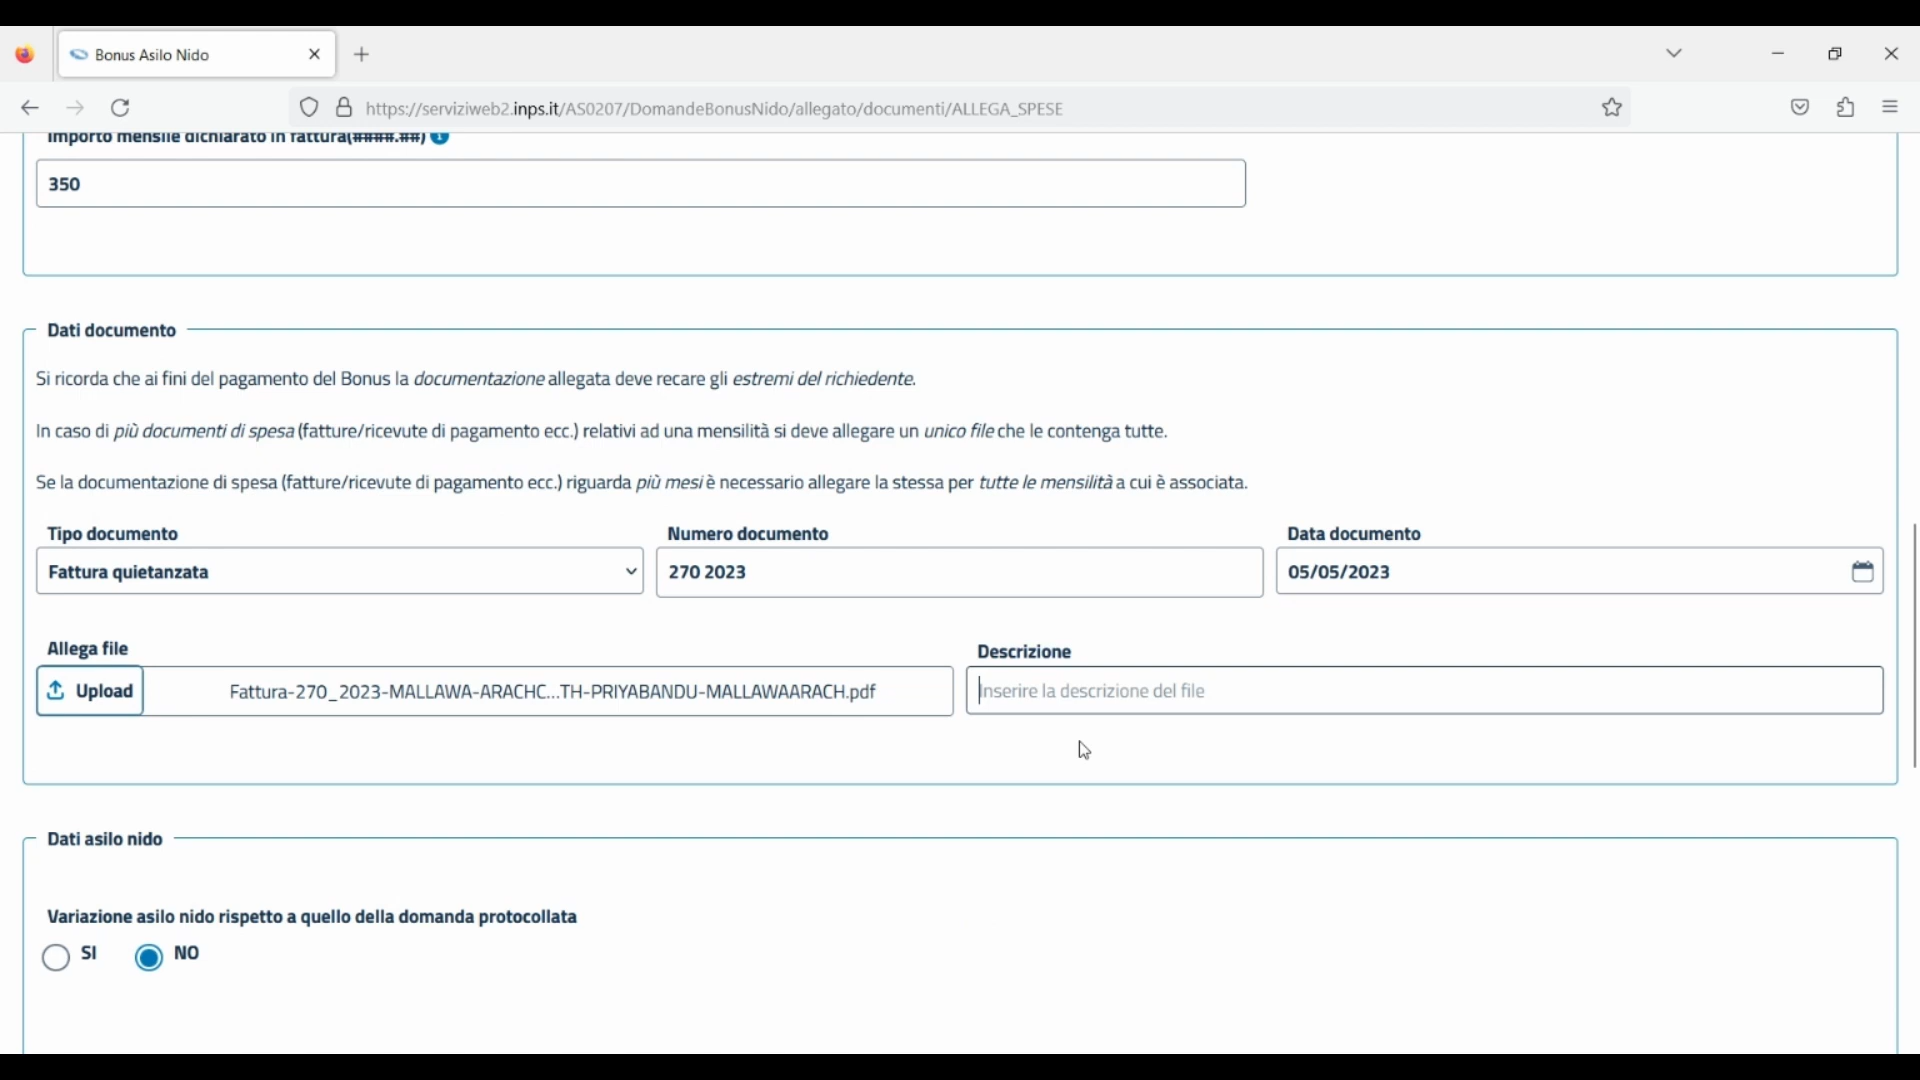 Bonus Asilo Nido
https://serviziweb2.inps.it/AS0207/DomandeBonusNido/allegato/documenti/ALLEGA_SPESE
Importo mensile dichiarato in fattura(####.##)
350
Dati documento
Si ricorda che ai fini del pagamento del Bonus la documentazione allegata deve recare gli estremi del richiedente.
In caso di più documenti di spesa (fatture/ricevute di pagamento ecc.) relativi ad una mensilità si deve allegare un unico file che le contenga tutte.
Se la documentazione di spesa (fatture/ricevute di pagamento ecc.) riguarda più mesi è necessario allegare la stessa per tutte le mensilità a cui è associata.
Tipo documento Numero documento Data documento
Fattura quietanzata 270 2023 05/05/2023
Allega file Descrizione
Upload Fattura-270_2023-MALLAWA-ARACHC...TH-PRIYABANDU-MALLAWAARACH.pdf Inserire la descrizione del file
Dati asilo nido
Variazione asilo nido rispetto a quello della domanda protocollata
SI NO